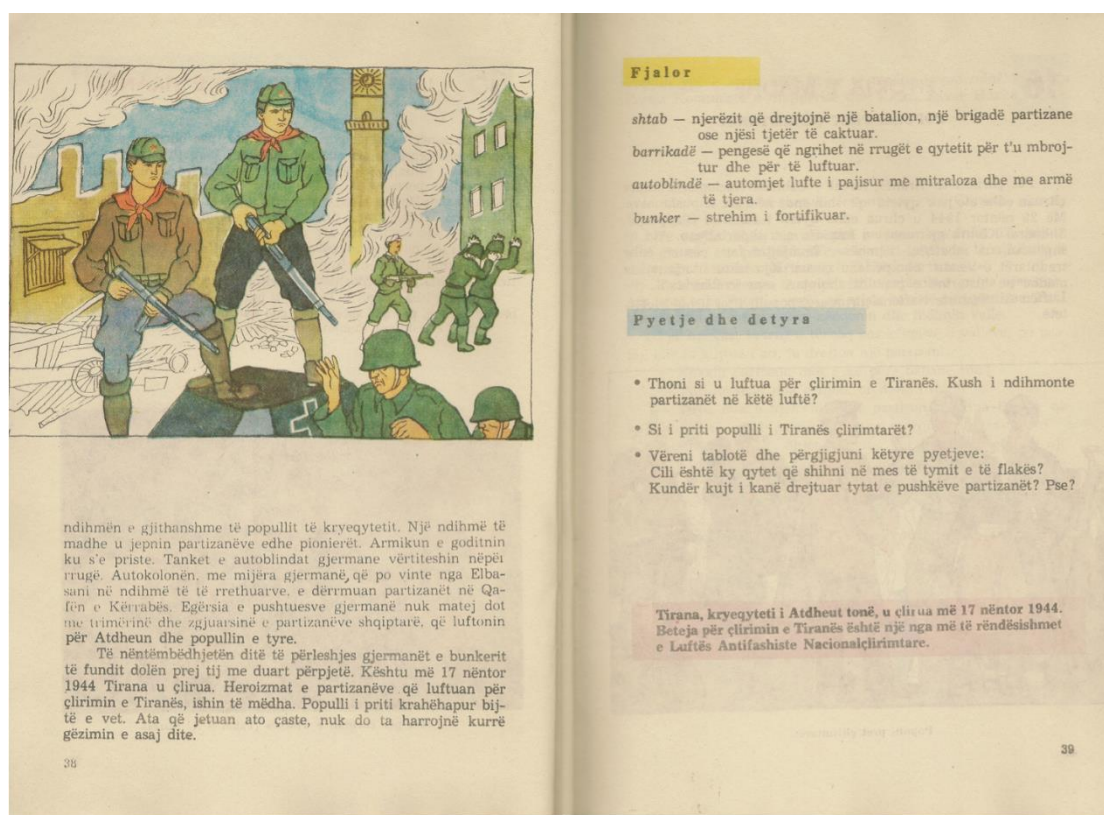 ndihmën e gjithanshme të popullit të kryeqytetit. Një ndihmë të
madhe u jepnin partizanëve edhe pionierët. Armikun e goditnin
ku s'e priste. Tanket e autoblindat gjermane vërtiteshin nëpër
rrugë. Autokolonën, me mijëra gjermanë, që po vinte nga Elba-
sani në ndihmë të të rrethuarve, e dërrmuan partizanët në Qa-
fën e Kërrabës. Egërsia e pushtuesve gjermanë nuk matej dot
me trimërinë dhe zgjuarsinë e partizanëve shqiptarë, që luftonin
për Atdheun dhe popullin e tyre.
Të nëntëmbëdhjetën ditë të përleshjes gjermanët e bunkerit
të fundit dolën prej tij me duart përpjetë. Kështu më 17 nëntor
1944 Tirana u çlirua. Heroizmat e partizanëve që luftuan për
çlirimin e Tiranës, ishin të mëdha. Populli i priti krahëhapur bij-
të e vet. Ata që jetuan ato çaste, nuk do ta harrojnë kurrë
gëzimin e asaj dite.
38
Fjalor
shtab — njerëzit që drejtojnë një batalion, një brigadë partizane
ose njësi tjetër të caktuar.
barrikadë — pengesë që ngrihet në rrugët e qytetit për t'u mbroj-
tur dhe për të luftuar.
autoblindë — automjet lufte i pajisur me mitraloza dhe me armë
të tjera.
bunker — strehim i fortifikuar.
Pyetje dhe detyra
• Thoni si u luftua për çlirimin e Tiranës. Kush i ndihmonte
partizanët në këtë luftë?
• Si i priti populli i Tiranës çlirimtarët?
• Vëreni tablotë dhe përgjigjuni këtyre pyetjeve:
Cili është ky qytet që shihni në mes të tymit e të flakës?
Kundër kujt i kanë drejtuar tytat e pushkëve partizanët? Pse?
Tirana, kryeqyteti i Atdheut tonë, u çlirua më 17 nëntor 1944.
Beteja për çlirimin e Tiranës është një nga më të rëndësishmet
e Luftës Antifashiste Nacionalçlirimtare.
39